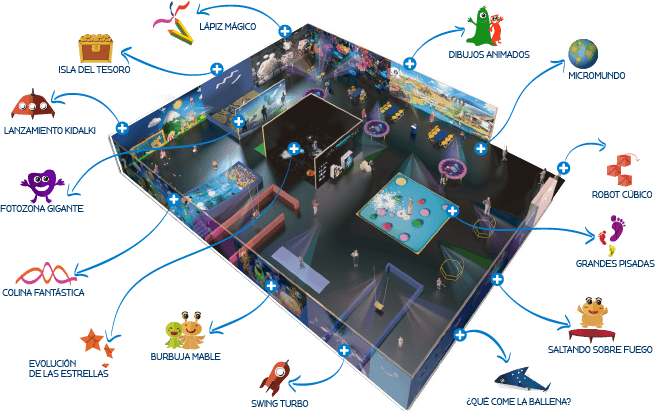 LÁPIZ MÁGICO
DIBUJOS ANIMADOS
ISLA DEL TESORO
MICROMUNDO
LANZAMIENTO KIDALKI
ROBOT CÚBICO
FOTOZONA GIGANTE
GRANDES PISADAS
COLINA FANTÁSTICA
SALTANDO SOBRE FUEGO
BURBUJA MABLE
EVOLUCIÓN
DE LAS ESTRELLAS
SWING TURBO
¿QUÉ COME LA BALLENA?